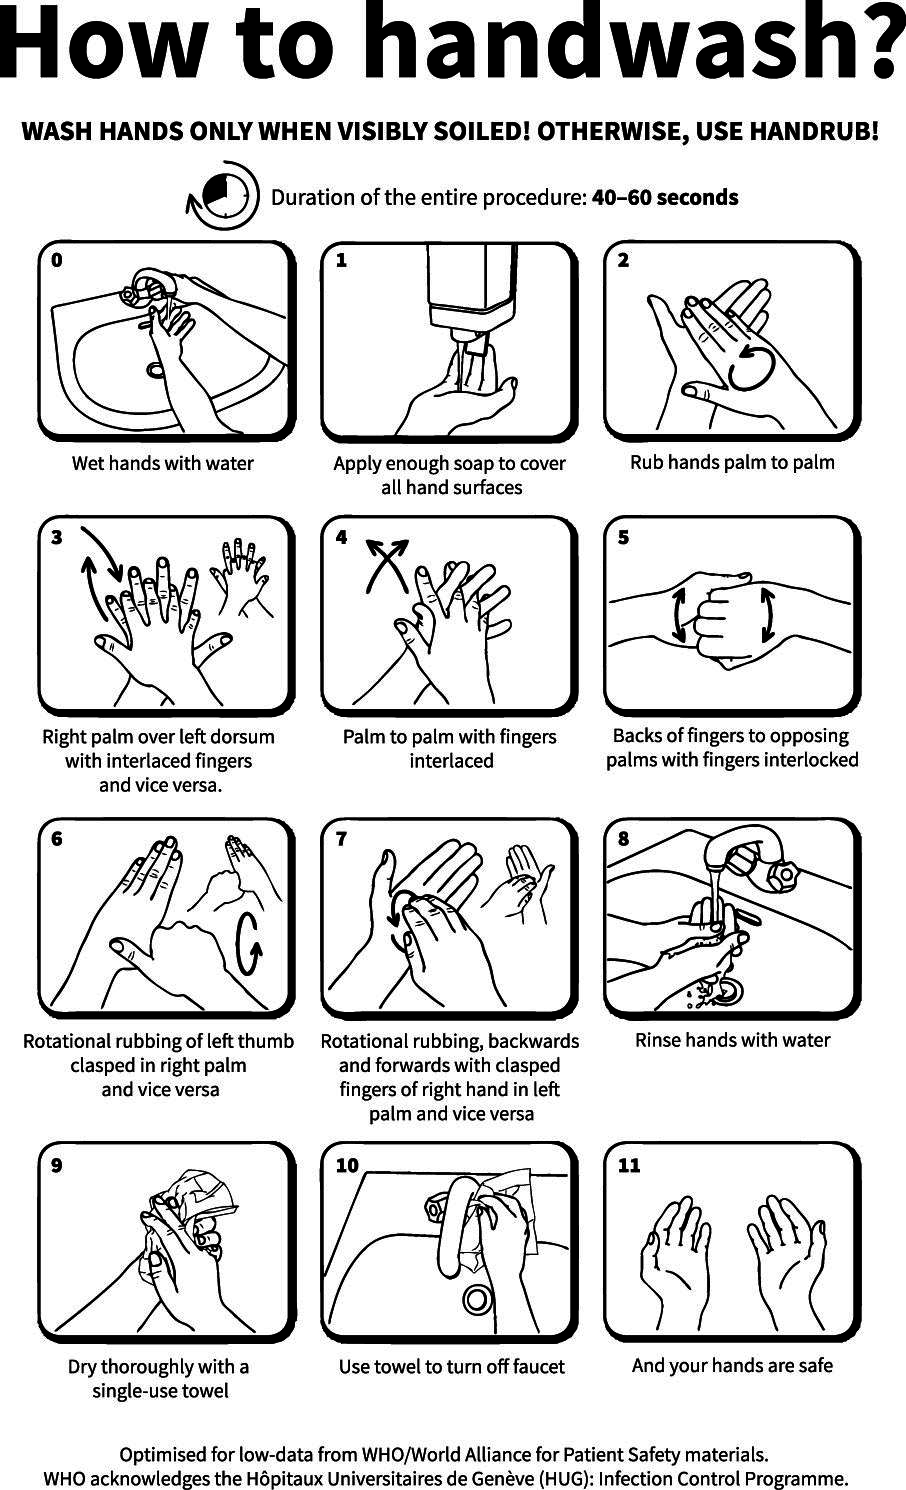 How to handwash?
WASH HANDS ONLY WHEN VISIBLY SOILED! OTHERWISE, USE HANDRUB!
Duration of the entire procedure: 40–60 seconds
0
Wet hands with water
1
Apply enough soap to cover
all hand surfaces
2
Rub hands palm to palm
3
Right palm over left dorsum
with interlaced fingers
and vice versa.
4
Palm to palm with fingers
interlaced
5
Backs of fingers to opposing
palms with fingers interlocked
6
Rotational rubbing of left thumb
clasped in right palm
and vice versa
7
Rotational rubbing, backwards
and forwards with clasped
fingers of right hand in left
palm and vice versa
8
Rinse hands with water
9
Dry thoroughly with a
single-use towel
10
Use towel to turn off faucet
11
And your hands are safe
Optimised for low-data from WHO/World Alliance for Patient Safety materials.
WHO acknowledges the Hôpitaux Universitaires de Genève (HUG): Infection Control Programme.